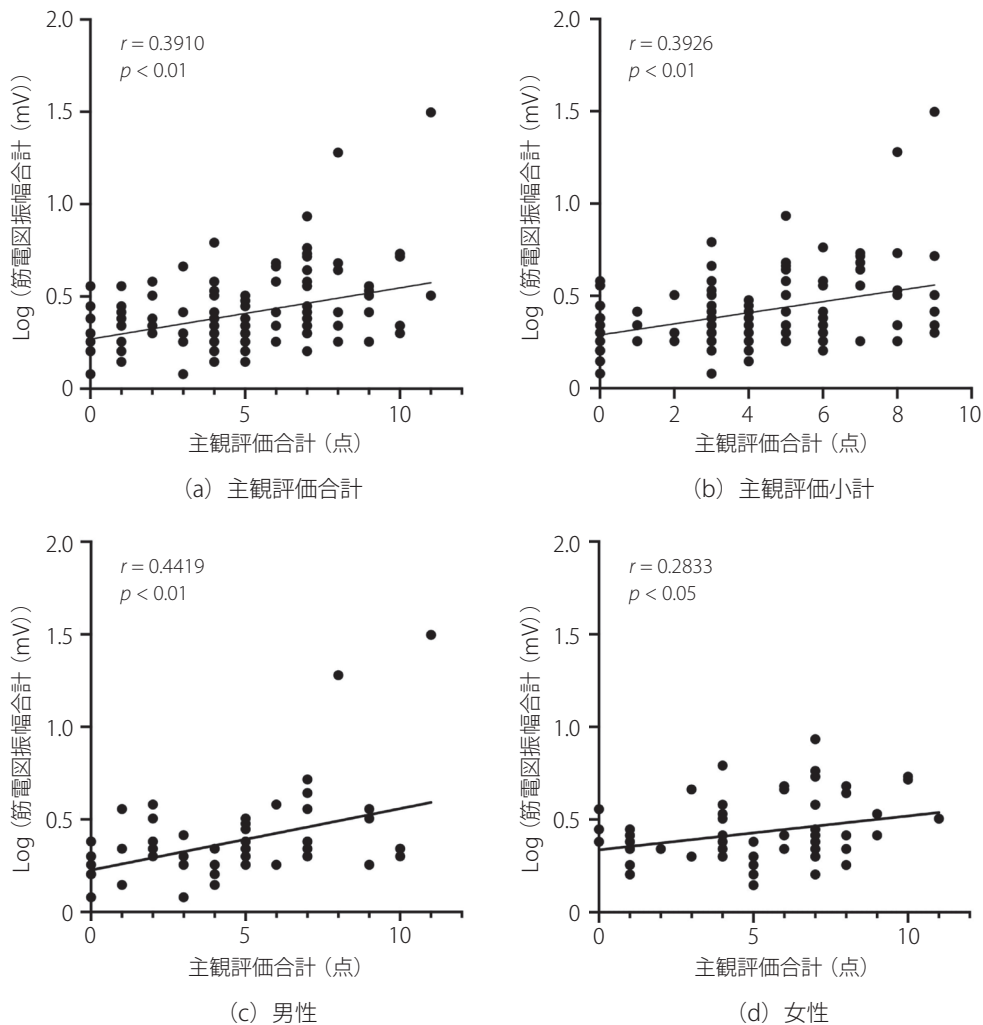 2.0
1.5
1.0
0.5
0
r = 0.3910
p < 0.01
Log（筋電図振幅合計（mV））
0 5 10
主観評価合計（点）
（a）主観評価合計
2.0
1.5
1.0
0.5
0
r = 0.3926
p < 0.01
Log（筋電図振幅合計（mV））
0 2 4 6 8 10
主観評価合計（点）
（b）主観評価小計
2.0
1.5
1.0
0.5
0
r = 0.4419
p < 0.01
Log（筋電図振幅合計（mV））
0 5 10
主観評価合計（点）
（c）男性
2.0
1.5
1.0
0.5
0
r = 0.2833
p < 0.05
Log（筋電図振幅合計（mV））
0 5 10
主観評価合計（点）
（d）女性